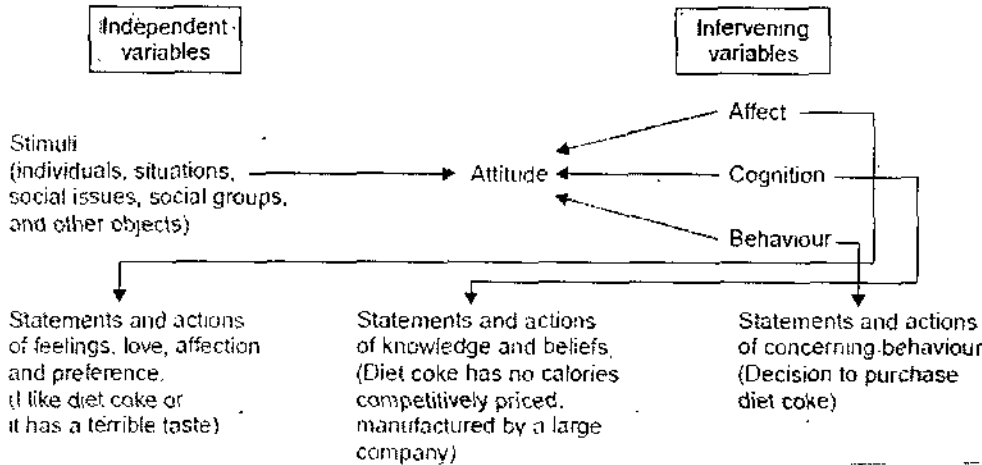 Independent
variables
Intervening
variables
Affect
Stimuli
(individuals, situations,
social issues, social groups,
and other objects)
Attitude
Cognition
Behaviour
Statements and actions
of feelings, love, affection
and preference.
(I like diet coke or
it has a terrible taste)
Statements and actions
of knowledge and beliefs,
(Diet coke has no calories
competitively priced,
manufactured by a large
company)
Statements and actions
of concerning behaviour
(Decision to purchase
diet coke)